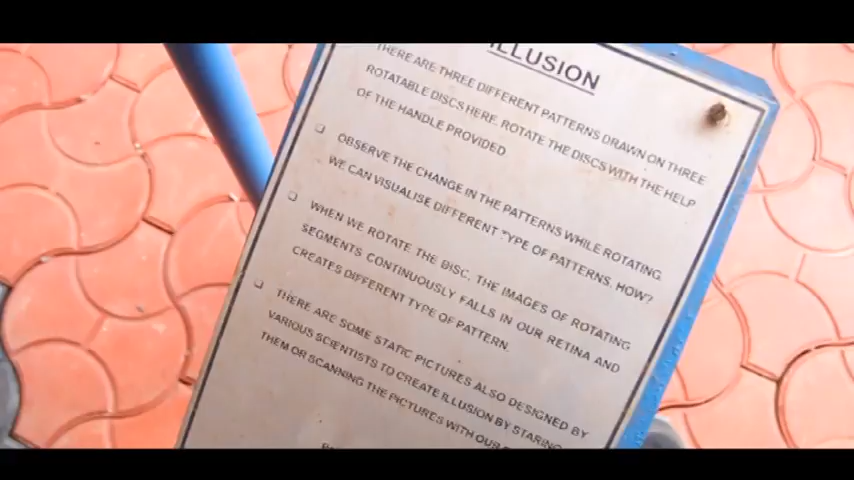 ILLUSION
THERE ARE THREE DIFFERENT PATTERNS DRAWN ON THREE
ROTATABLE DISCS HERE. ROTATE THE DISCS WITH THE HELP
OF THE HANDLE PROVIDED
OBSERVE THE CHANGE IN THE PATTERNS WHILE ROTATING
WE CAN VISUALISE DIFFERENT TYPE OF PATTERNS. HOW?
WHEN WE ROTATE THE DISC, THE IMAGES OF ROTATING
SEGMENTS CONTINUOUSLY FALLS IN OUR RETINA AND
CREATES DIFFERENT TYPE OF PATTERN.
THERE ARE SOME STATIC PICTURES ALSO DESIGNED BY
VARIOUS SCIENTISTS TO CREATE ILLUSION BY STARING
THEM OR SCANNING THE PICTURES WITH OUR